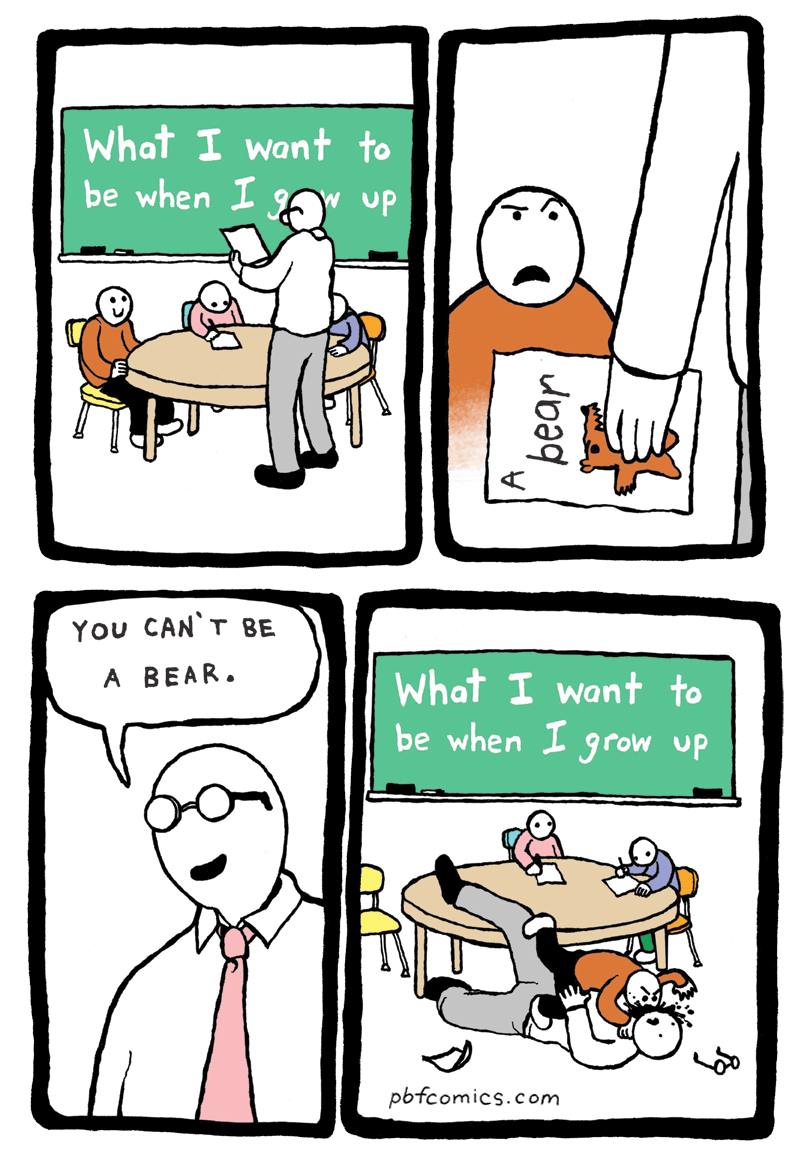 What I want to
be when I grow up
A
bear
YOU CAN'T BE
A BEAR.
What I want to
be when I grow up
pbfcomics.com